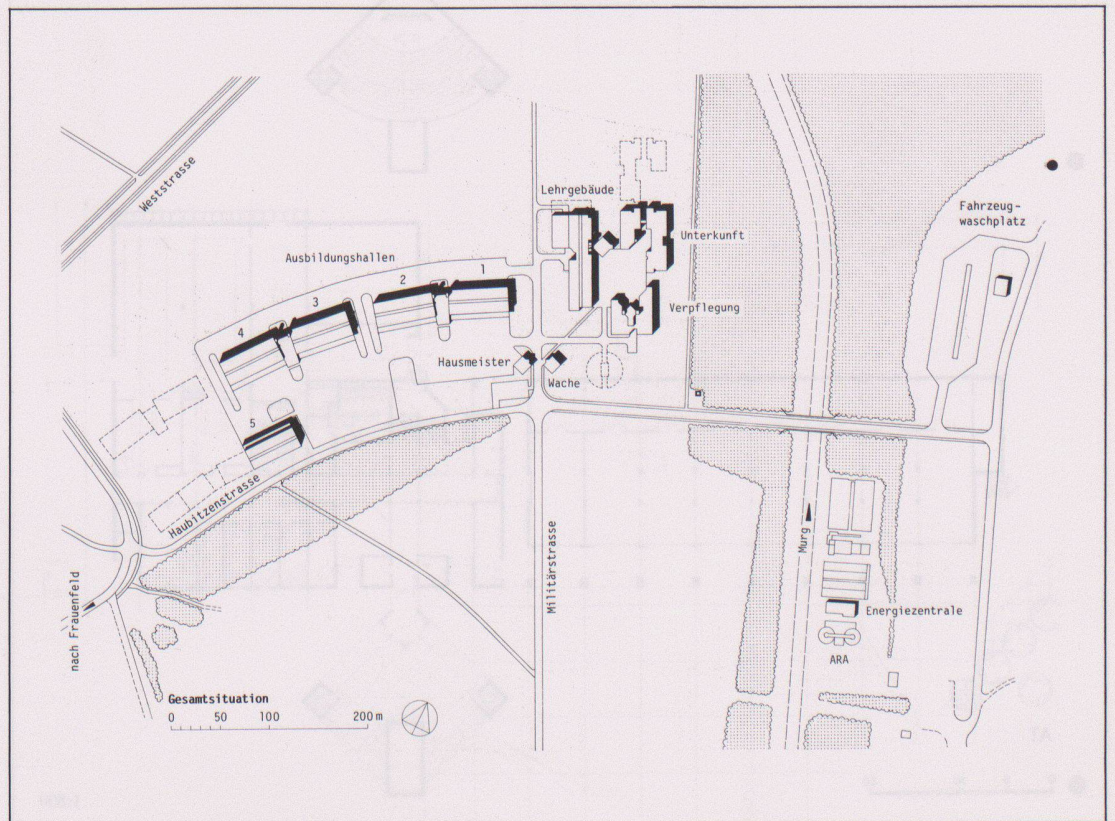 Weststrasse
Lehrgebäude
Fahrzeug-
waschplatz
Unterkunft
Ausbildungshallen
1
2
3
4
Verpflegung
Hausmeister
Wache
5
Haubitzenstrasse
Militärstrasse
Murg
nach Frauenfeld
Energiezentrale
ARA
Gesamtsituation
0 50 100 200 m